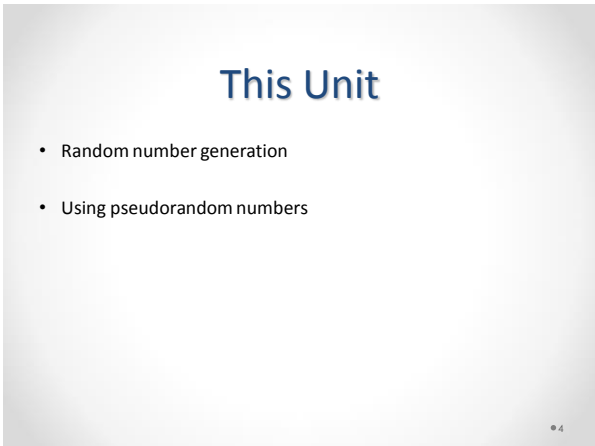 This Unit
• Random number generation
• Using pseudorandom numbers
•4